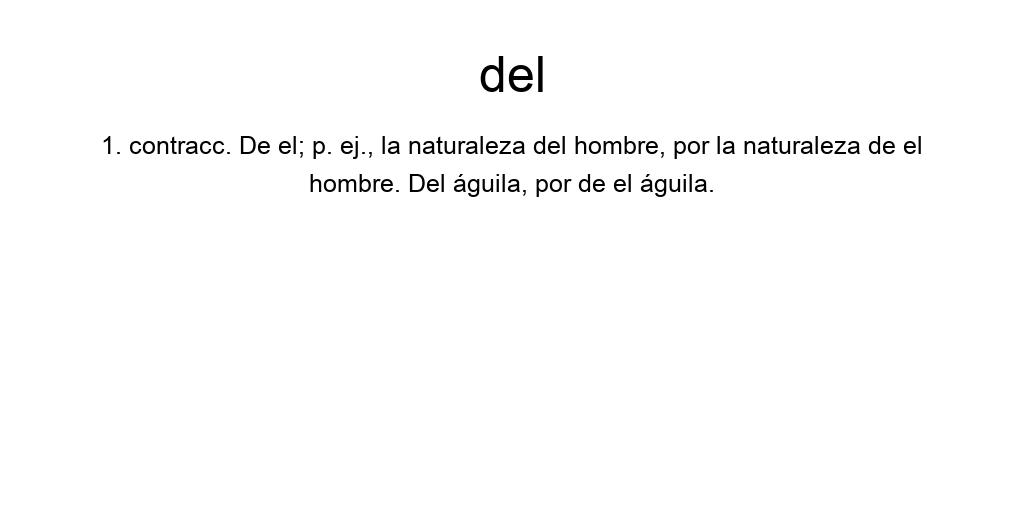 del
1. contracc. De el; p. ej., la naturaleza del hombre, por la naturaleza de el
hombre. Del águila, por de el águila.